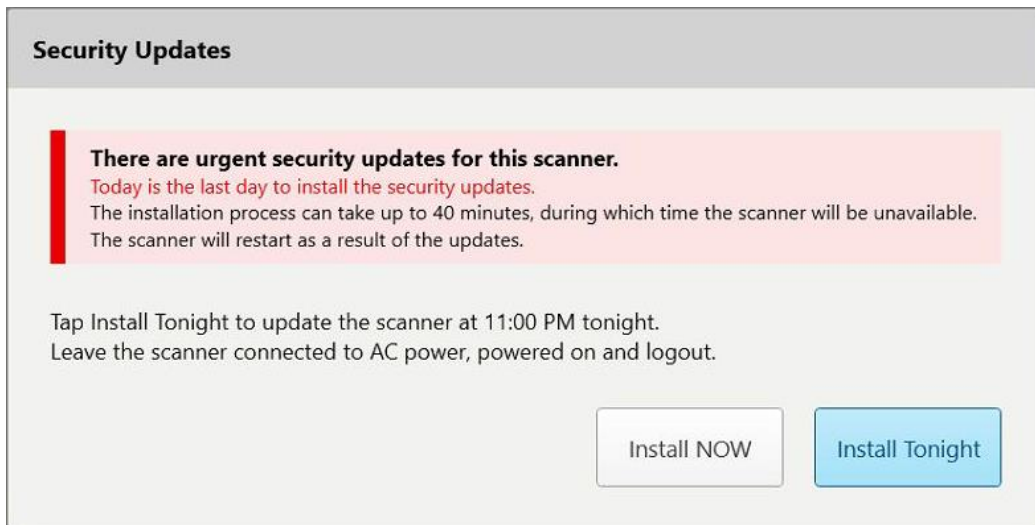 Security Updates
There are urgent security updates for this scanner.
Today is the last day to install the security updates.
The installation process can take up to 40 minutes, during which time the scanner will be unavailable.
The scanner will restart as a result of the updates.
Tap Install Tonight to update the scanner at 11:00 PM tonight.
Leave the scanner connected to AC power, powered on and logout.
Install NOW
Install Tonight